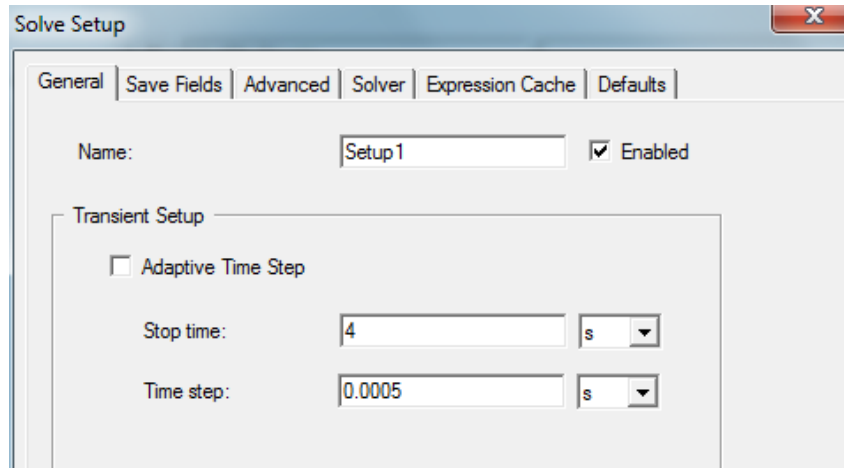 Solve Setup
General Save Fields Advanced Solver Expression Cache Defaults
Name: Setup1 Enabled
Transient Setup
Adaptive Time Step
Stop time: 4 s
Time step: 0.0005 s